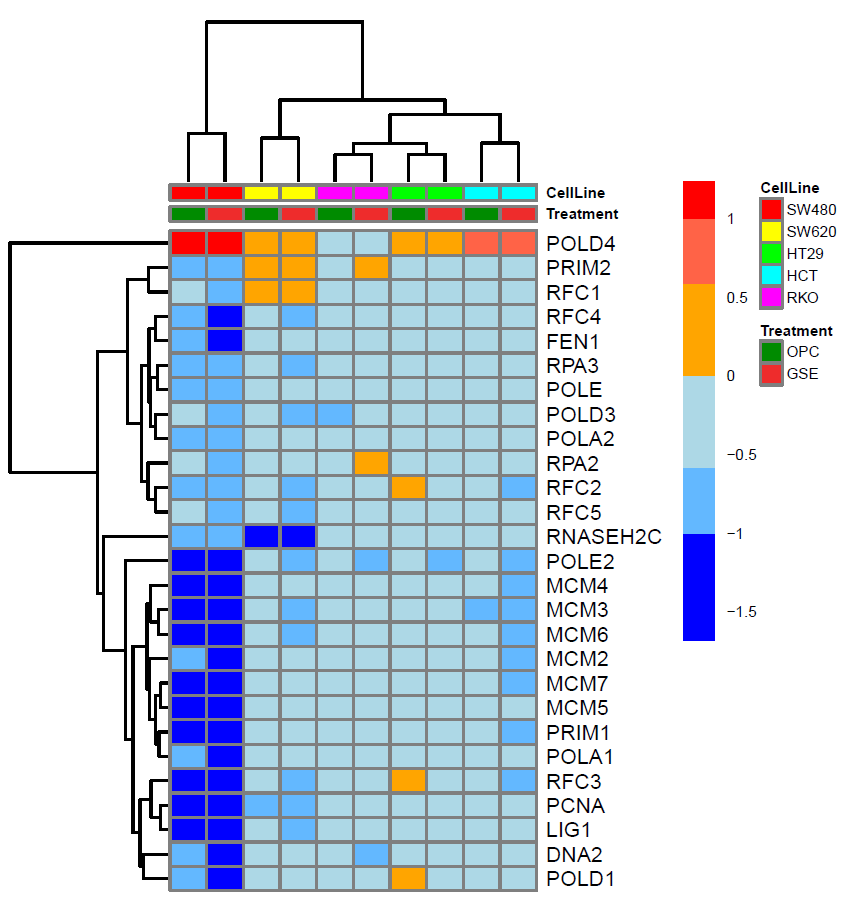 CellLine
Treatment
POLD4
PRIM2
RFC1
RFC4
FEN1
RPA3
POLE
POLD3
POLA2
RPA2
RFC2
RFC5
RNASEH2C
POLE2
MCM4
MCM3
MCM6
MCM2
MCM7
MCM5
PRIM1
POLA1
RFC3
PCNA
LIG1
DNA2
POLD1
1
0.5
0
−0.5
−1
−1.5
CellLine
SW480
SW620
HT29
HCT
RKO
Treatment
OPC
GSE